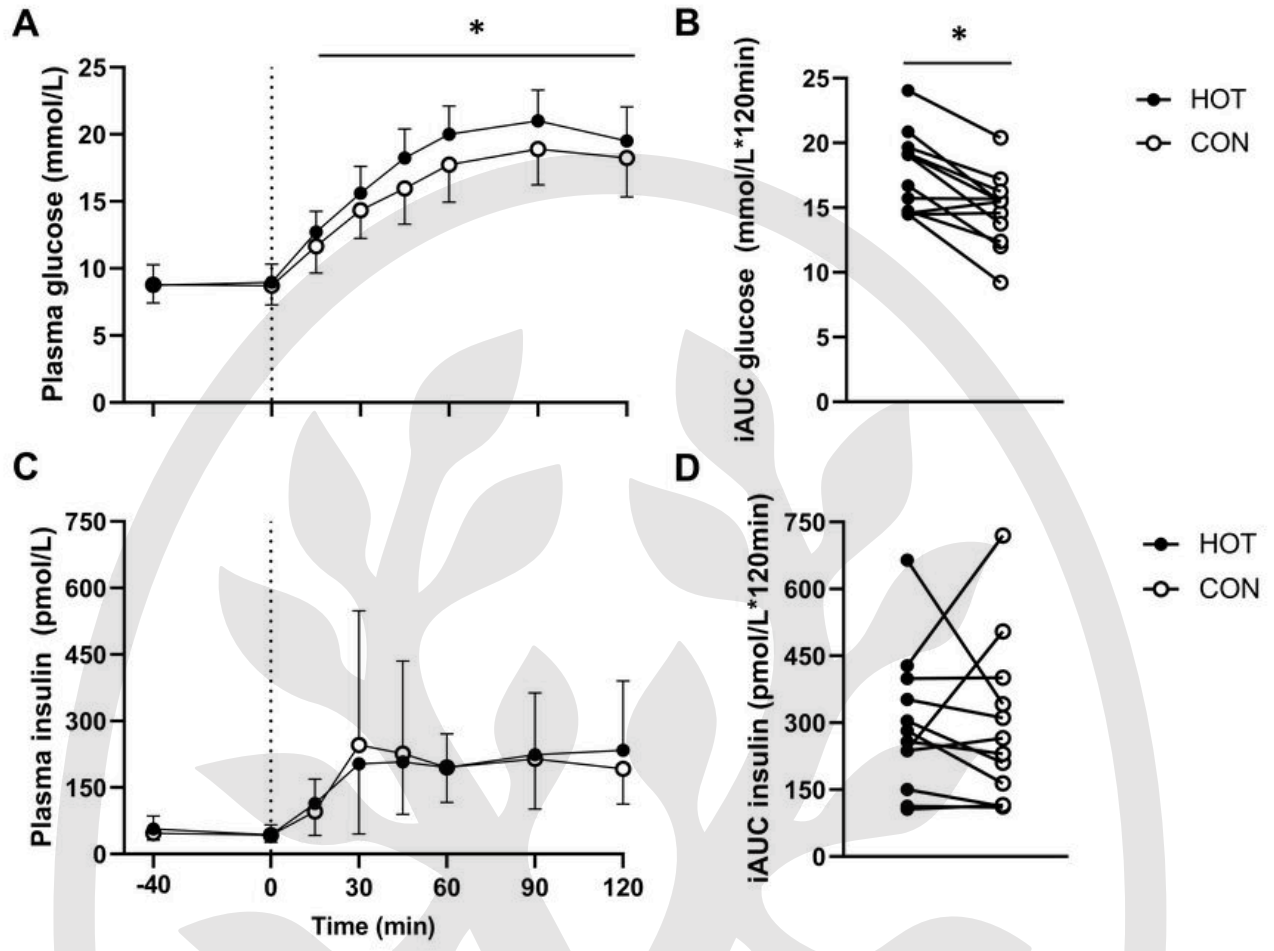 A
*
Plasma glucose (mmol/L)
25
20
15
10
5
0
B
*
iAUC glucose (mmol/L*120min)
25
20
15
10
5
0
HOT
CON
C
Plasma insulin (pmol/L)
750
600
450
300
150
0
-40 0 30 60 90 120
Time (min)
D
iAUC insulin (pmol/L*120min)
750
600
450
300
150
0
HOT
CON